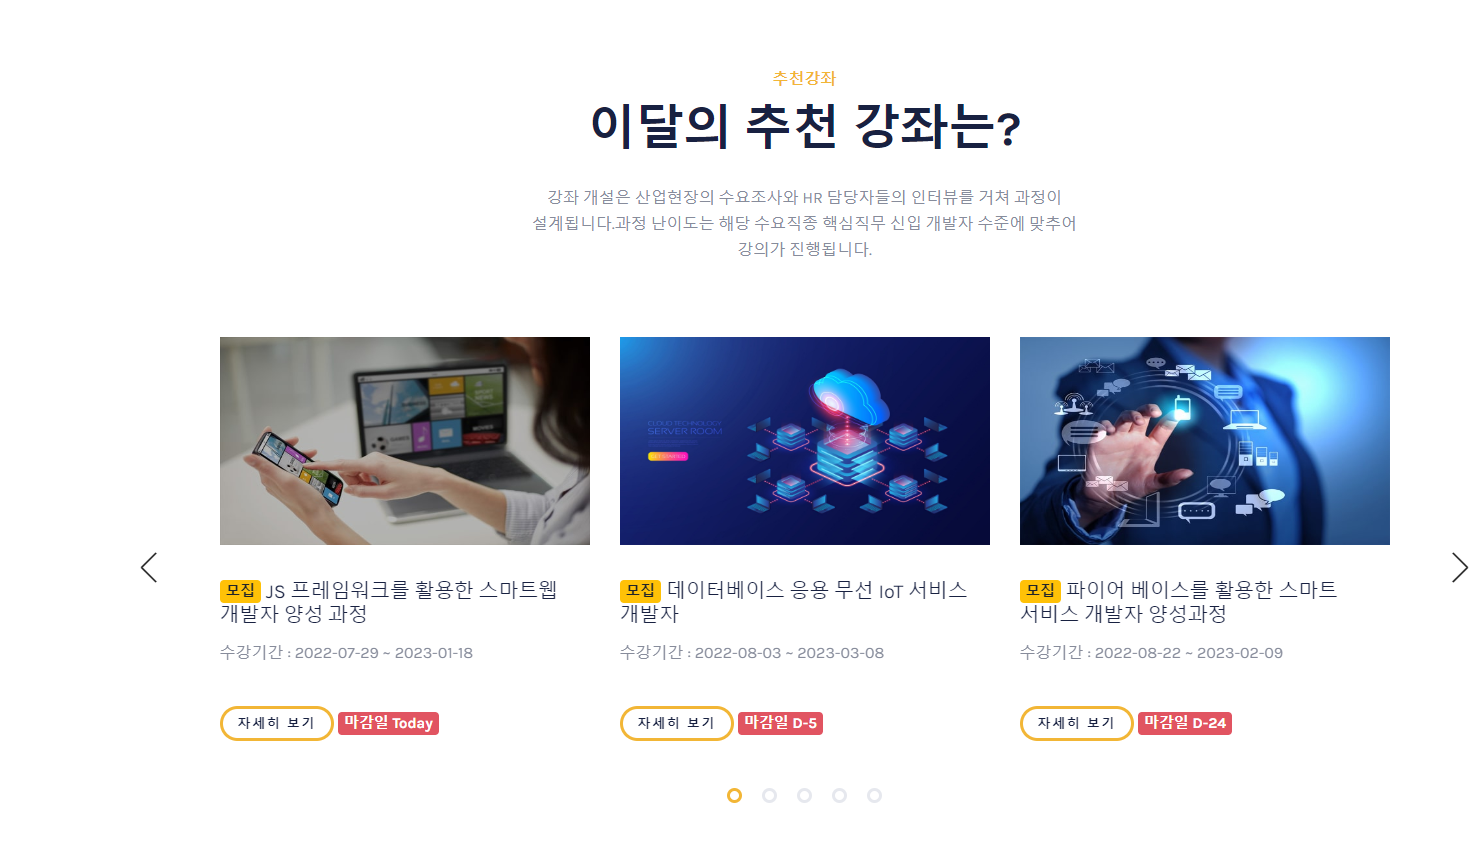 추천강좌
이달의 추천 강좌는?
강좌 개설은 산업현장의 수요조사와 HR 담당자들의 인터뷰를 거쳐 과정이
설계됩니다.과정 난이도는 해당 수요직종 핵심직무 신입 개발자 수준에 맞추어
강의가 진행됩니다.
GAMES
MOVIES
CLOUD TECHNOLOGY
SERVER ROOM
모집 JS 프레임워크를 활용한 스마트웹
개발자 양성 과정
수강기간 : 2022-07-29 ~ 2023-01-18
자세히 보기 마감일 Today
모집 데이터베이스 응용 무선 IoT 서비스
개발자
수강기간 : 2022-08-03 ~ 2023-03-08
자세히 보기 마감일 D-5
모집 파이어 베이스를 활용한 스마트
서비스 개발자 양성과정
수강기간 : 2022-08-22 ~ 2023-02-09
자세히 보기 마감일 D-24